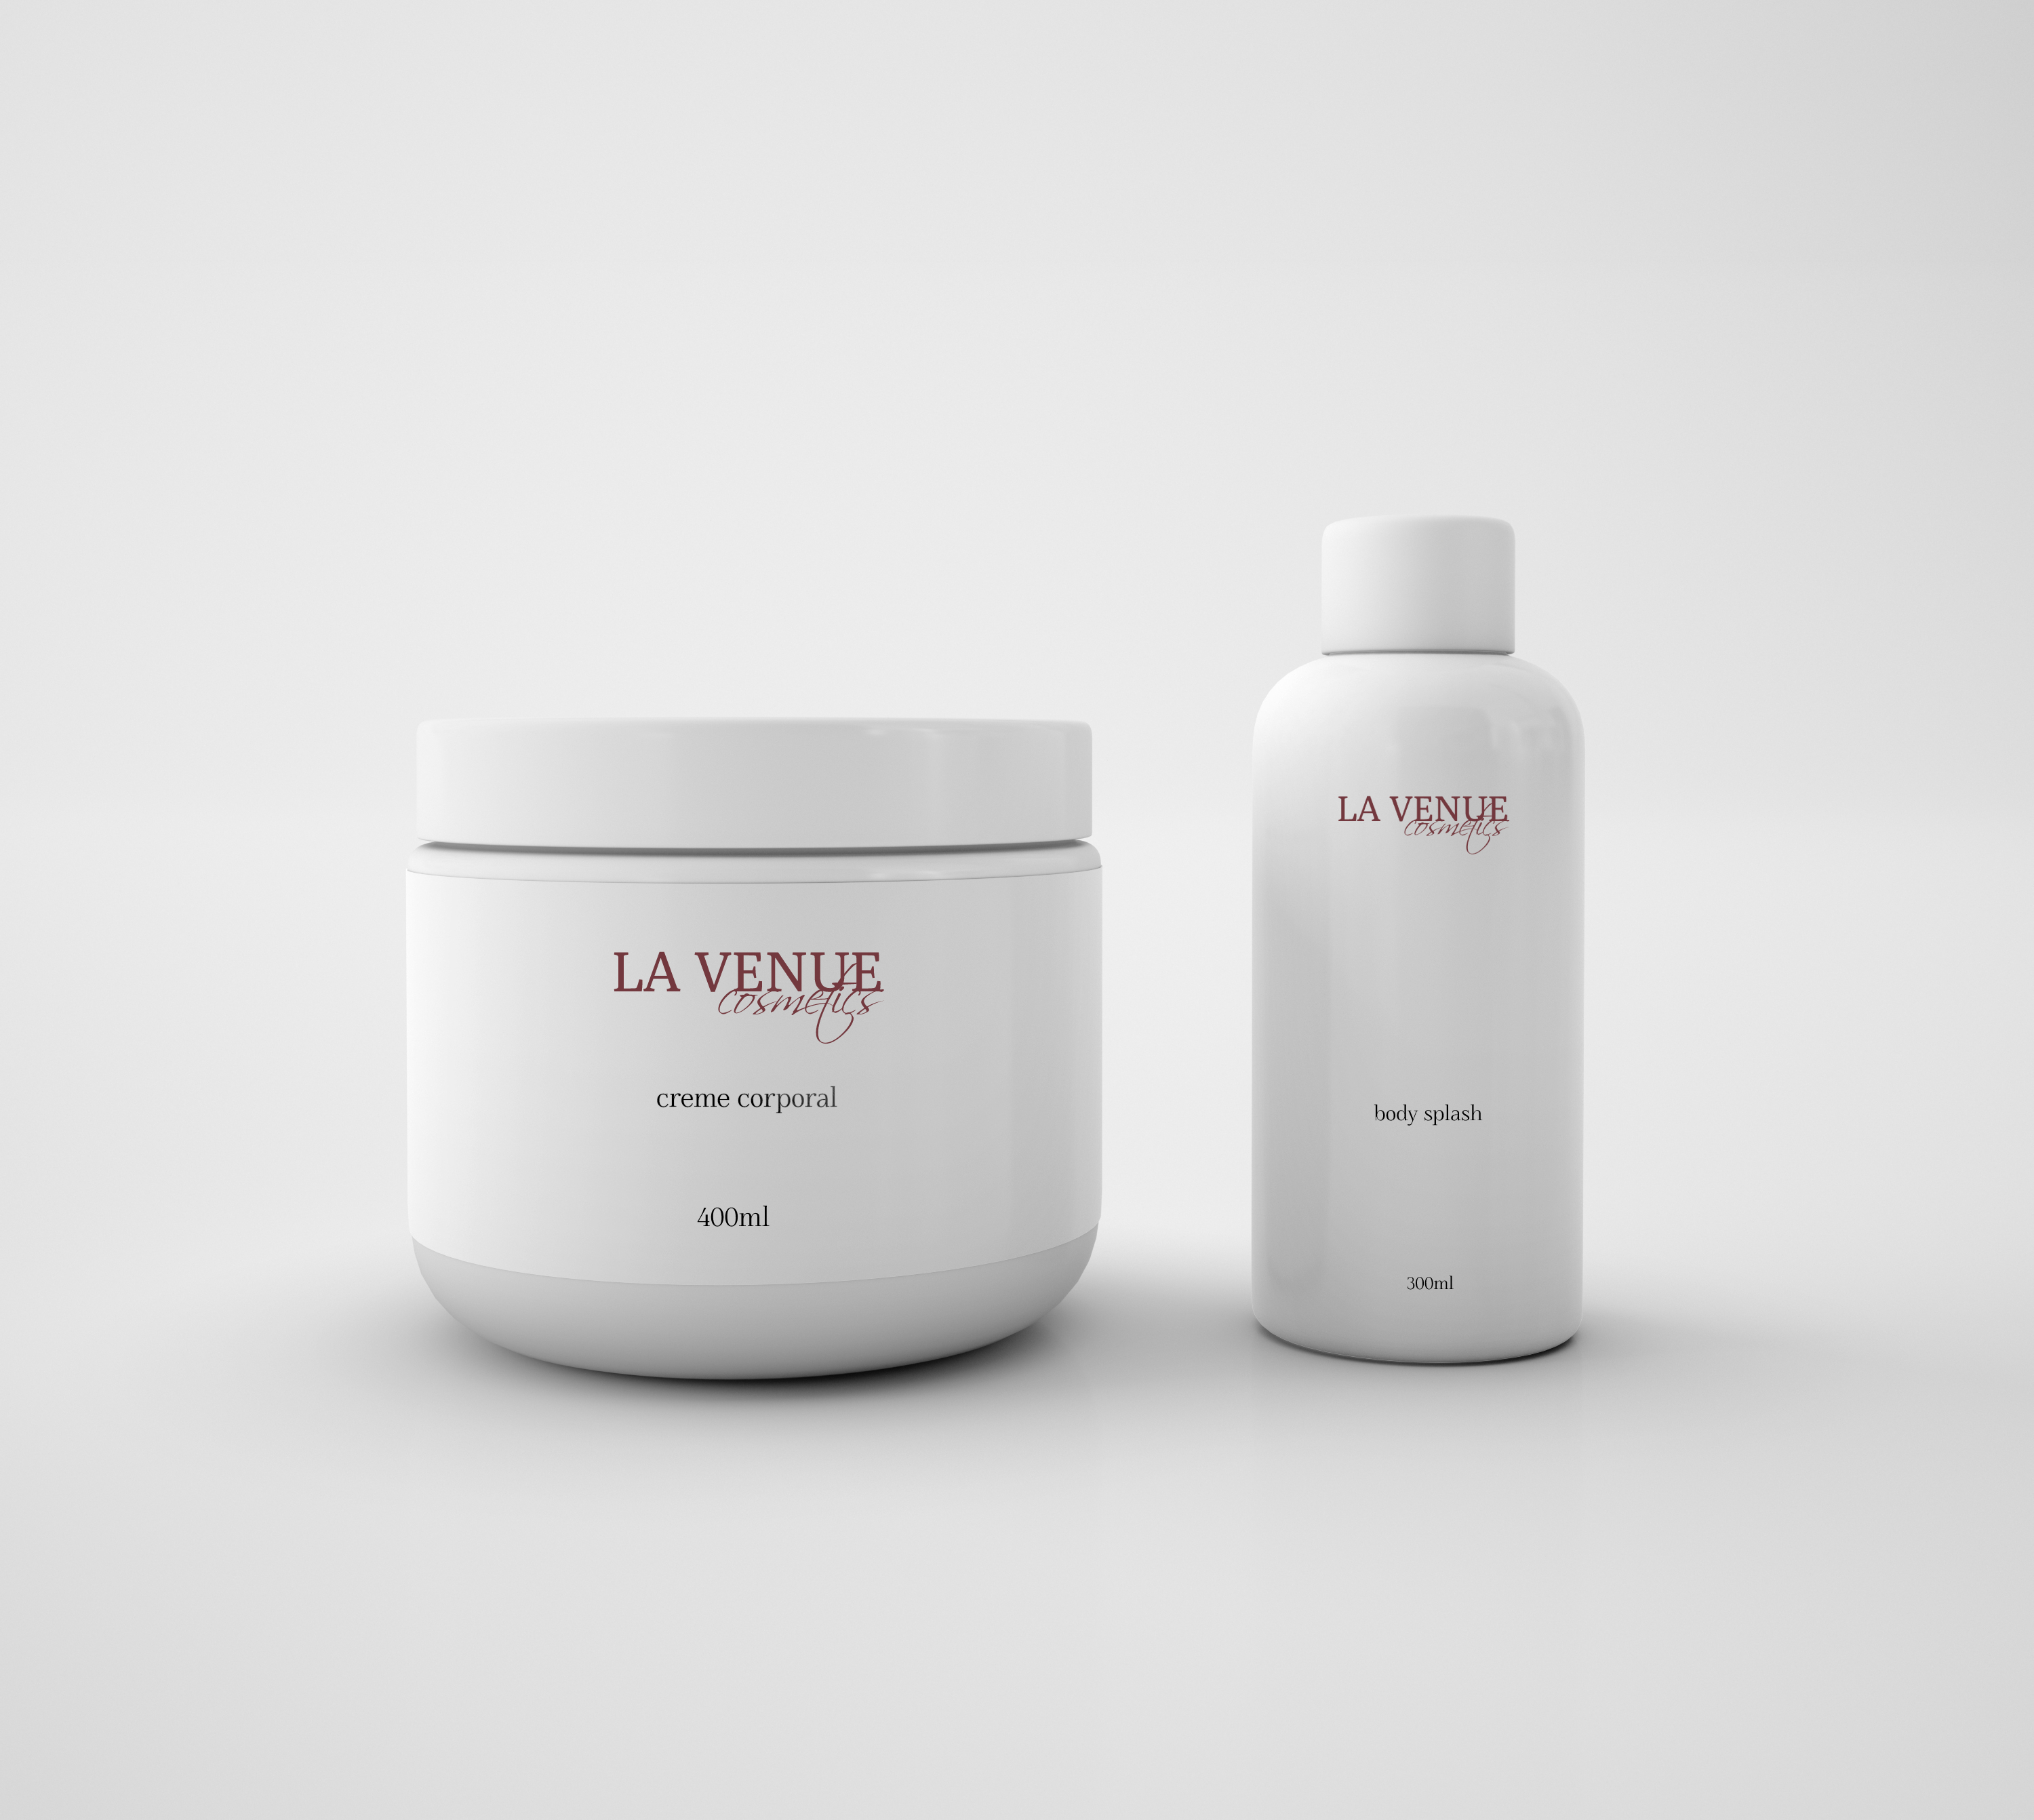 LA VENUE
cosmetics
creme corporal
400ml
LA VENUE
cosmetics
body splash
300ml